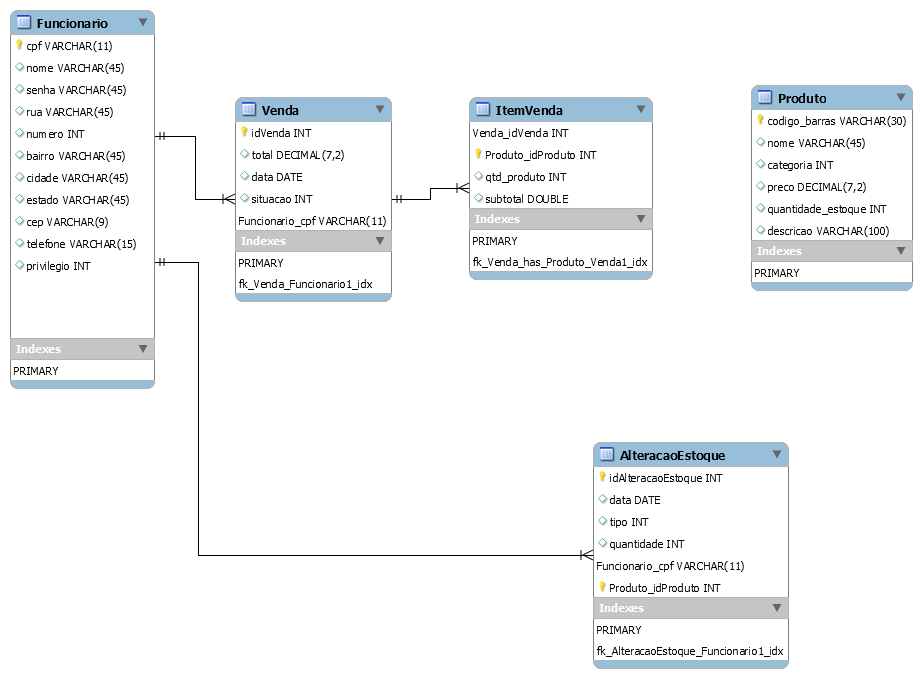 Funcionario
cpf VARCHAR(11)
nome VARCHAR(45)
senha VARCHAR(45)
rua VARCHAR(45)
numero INT
bairro VARCHAR(45)
cidade VARCHAR(45)
estado VARCHAR(45)
cep VARCHAR(9)
telefone VARCHAR(15)
privilegio INT
Indexes
PRIMARY
Venda
idVenda INT
total DECIMAL(7,2)
data DATE
situacao INT
Funcionario_cpf VARCHAR(11)
Indexes
PRIMARY
fk_Venda_Funcionario1_idx
ItemVenda
Venda_idVenda INT
Produto_idProduto INT
qtd_produto INT
subtotal DOUBLE
Indexes
PRIMARY
fk_Venda_has_Produto_Venda1_idx
Produto
codigo_barras VARCHAR(30)
nome VARCHAR(45)
categoria INT
preco DECIMAL(7,2)
quantidade_estoque INT
descricao VARCHAR(100)
Indexes
PRIMARY
AlteracaoEstoque
idAlteracaoEstoque INT
data DATE
tipo INT
quantidade INT
Funcionario_cpf VARCHAR(11)
Produto_idProduto INT
Indexes
PRIMARY
fk_AlteracaoEstoque_Funcionario1_idx